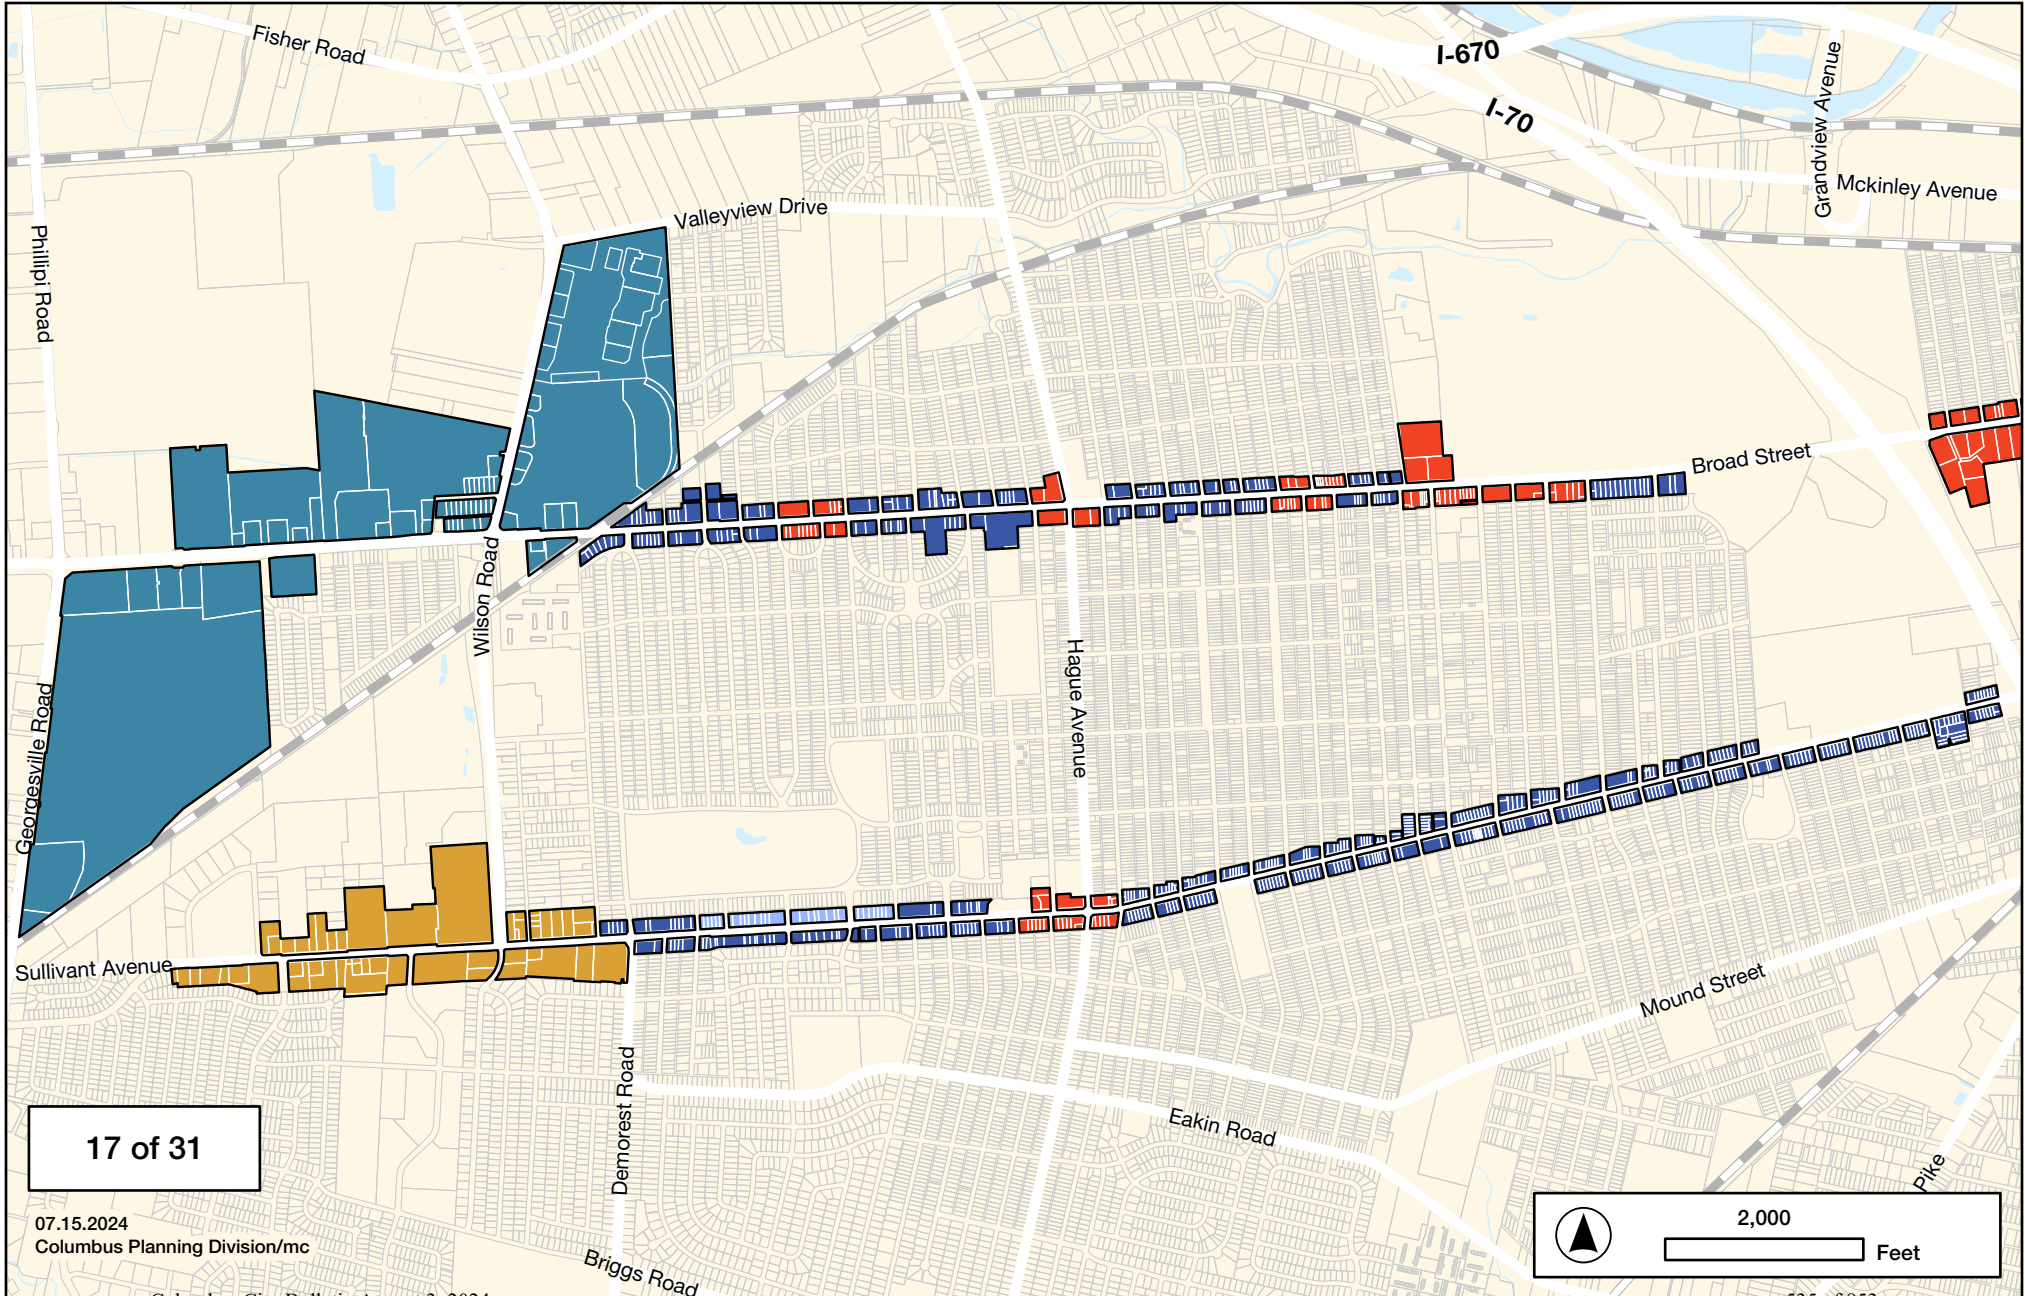 Fisher Road
I-670
I-70
Grandview Avenue
Mckinley Avenue
Valleyview Drive
Phillipi Road
Broad Street
Wilson Road
Hague Avenue
Georgesville Road
Sullivant Avenue
Mound Street
Demorest Road
Eakin Road
Pike
Briggs Road
17 of 31
07.15.2024
Columbus Planning Division/mc
2,000
Feet